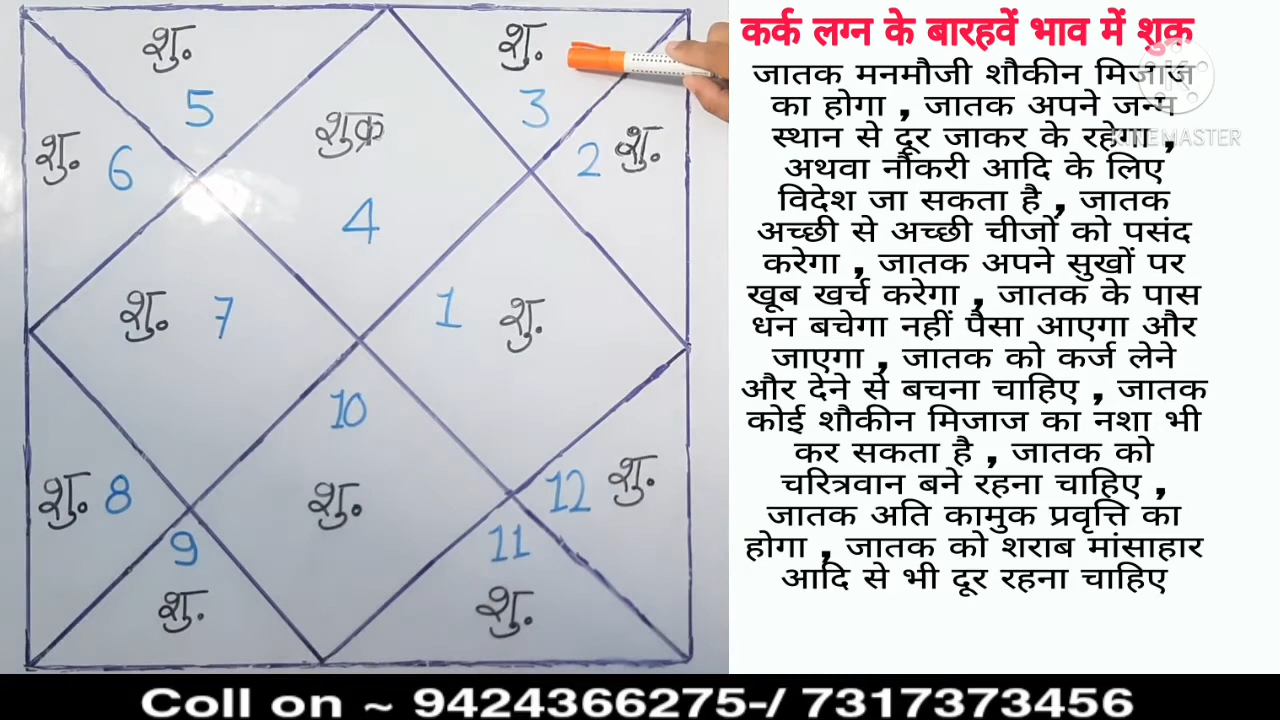 शु.
शु.
5
3
शुक्र
शु.
6
2
शु.
4
शु.
7
1
शु.
10
शु.
8
शु.
12
शु.
9
11
शु.
शु.
कर्क लग्न के बारहवें भाव में शुक्र
जातक मनमौजी शौकीन मिजाज
का होगा , जातक अपने जन्म
स्थान से दूर जाकर के रहेगा ,
अथवा नौकरी आदि के लिए
विदेश जा सकता है , जातक
अच्छी से अच्छी चीजों को पसंद
करेगा , जातक अपने सुखों पर
खूब खर्च करेगा , जातक के पास
धन बचेगा नहीं पैसा आएगा और
जाएगा , जातक को कर्ज लेने
और देने से बचना चाहिए , जातक
कोई शौकीन मिजाज का नशा भी
कर सकता है , जातक को
चरित्रवान बने रहना चाहिए ,
जातक अति कामुक प्रवृत्ति का
होगा , जातक को शराब मांसाहार
आदि से भी दूर रहना चाहिए
KINEMASTER
Coll on ~ 9424366275-/ 7317373456